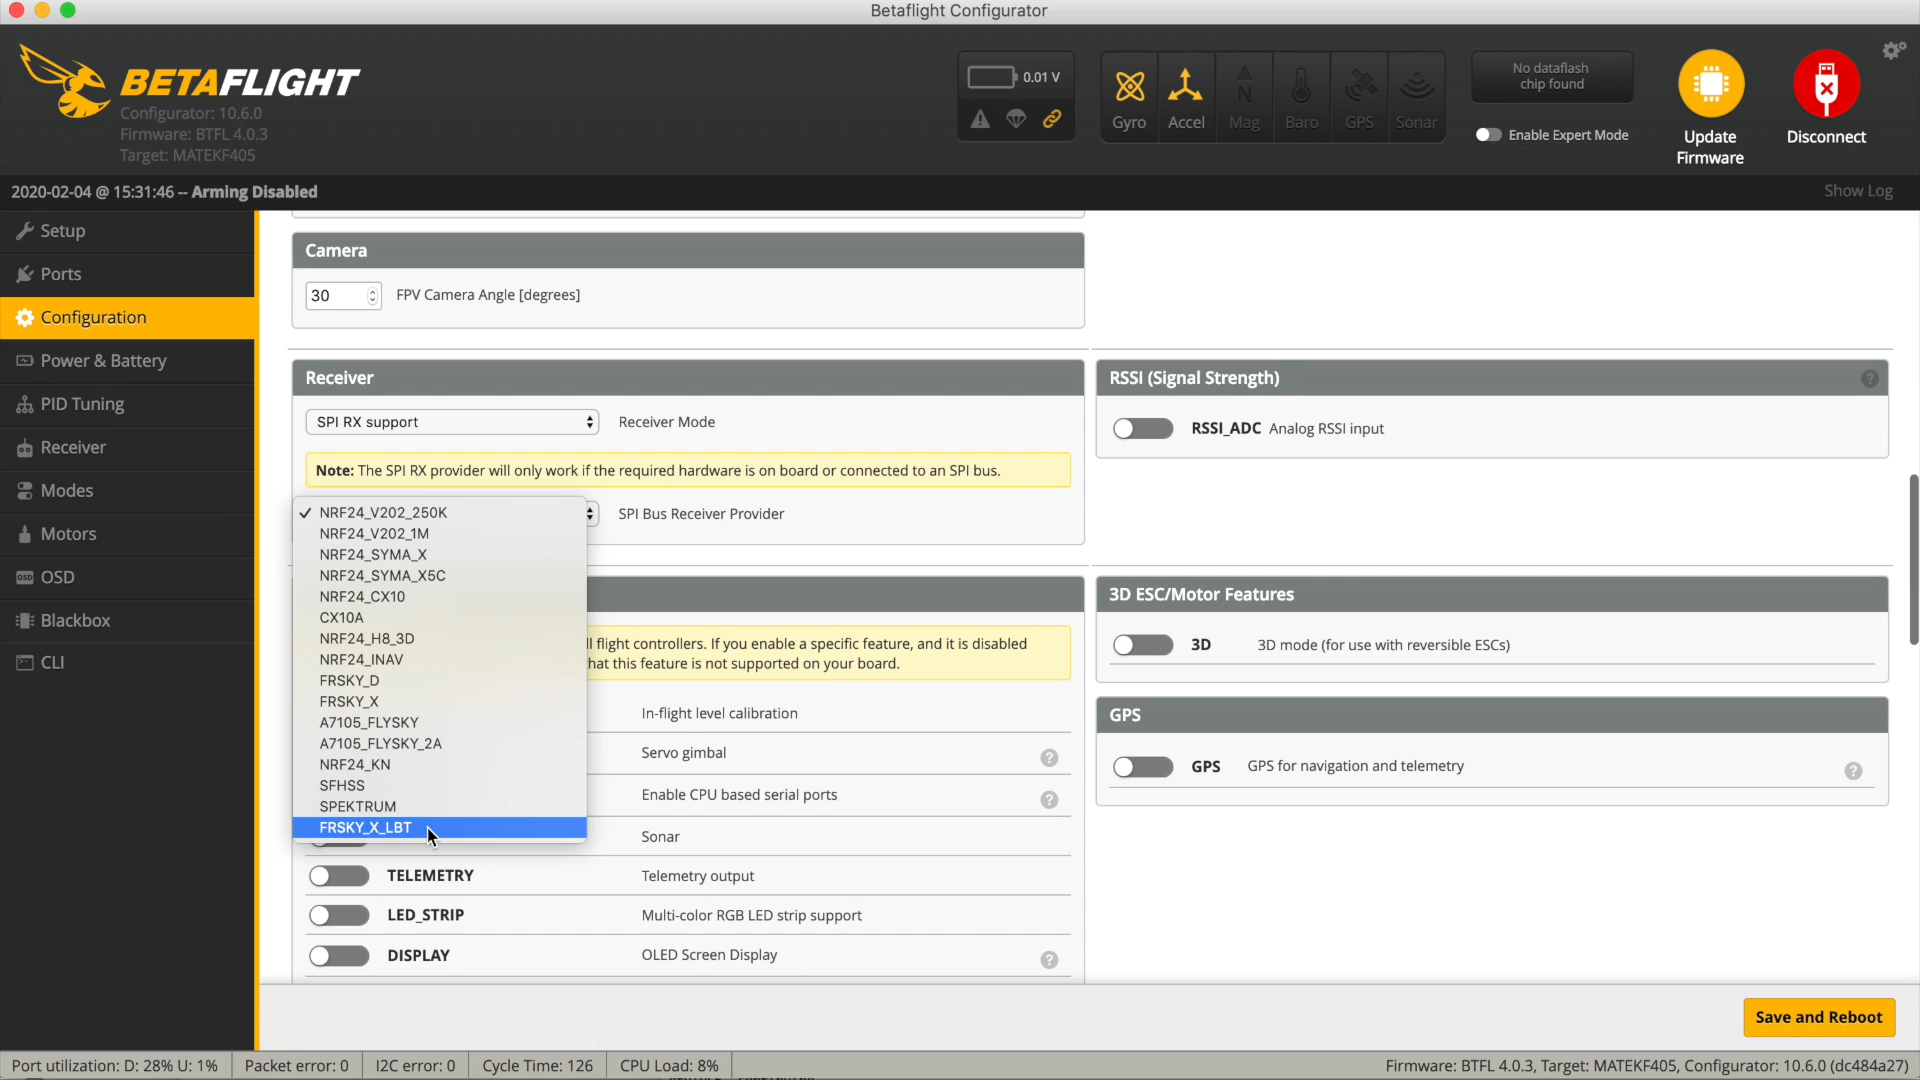 Betaflight Configurator
BETAFLIGHT
Configurator: 10.6.0
Firmware: BTFL 4.0.3
Target: MATEKF405
0.01 V
Gyro
Accel
Mag
Baro
GPS
Sonar
No dataflash
chip found
Enable Expert Mode
Update
Firmware
Disconnect
2020-02-04 @ 15:31:46 -- Arming Disabled
Show Log
Setup
Ports
Configuration
Power & Battery
PID Tuning
Receiver
Modes
Motors
OSD
Blackbox
CLI
Camera
30 FPV Camera Angle [degrees]
Receiver
SPI RX support Receiver Mode
Note: The SPI RX provider will only work if the required hardware is on board or connected to an SPI bus.
SPI Bus Receiver Provider
NRF24_V202_250K
NRF24_V202_1M
NRF24_SYMA_X
NRF24_SYMA_X5C
NRF24_CX10
CX10A
NRF24_H8_3D
NRF24_INAV
FRSKY_D
FRSKY_X
A7105_FLYSKY
A7105_FLYSKY_2A
NRF24_KN
SFHSS
SPEKTRUM
FRSKY_X_LBT
ll flight controllers. If you enable a specific feature, and it is disabled
hat this feature is not supported on your board.
In-flight level calibration
Servo gimbal
Enable CPU based serial ports
Sonar
TELEMETRY Telemetry output
LED_STRIP Multi-color RGB LED strip support
DISPLAY OLED Screen Display
RSSI (Signal Strength)
RSSI_ADC Analog RSSI input
3D ESC/Motor Features
3D 3D mode (for use with reversible ESCs)
GPS
GPS GPS for navigation and telemetry
Save and Reboot
Port utilization: D: 28% U: 1%
Packet error: 0
I2C error: 0
Cycle Time: 126
CPU Load: 8%
Firmware: BTFL 4.0.3, Target: MATEKF405, Configurator: 10.6.0 (dc484a27)